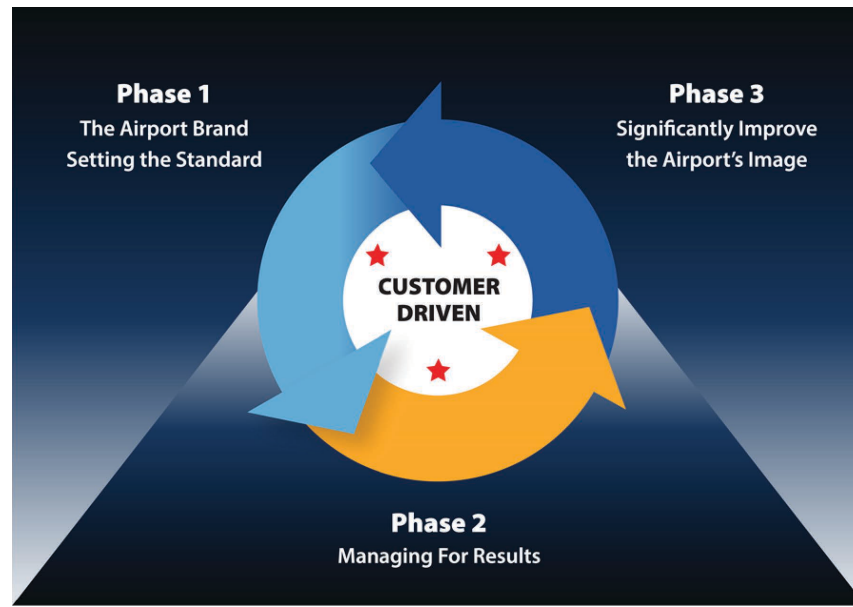 Phase 1
The Airport Brand
Setting the Standard
Phase 3
Significantly Improve
the Airport's Image
CUSTOMER
DRIVEN
Phase 2
Managing For Results